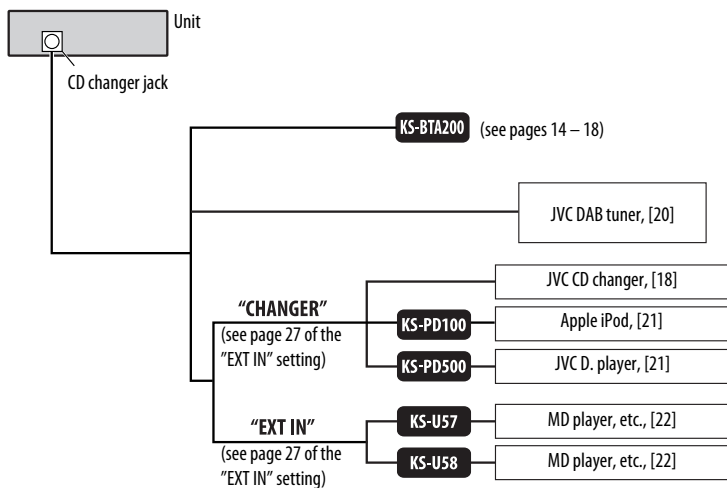 Unit
CD changer jack
KS-BTA200 (see pages 14 – 18)
JVC DAB tuner, [20]
JVC CD changer, [18]
“CHANGER”
(see page 27 of the
”EXT IN” setting)
KS-PD100
Apple iPod, [21]
KS-PD500
JVC D. player, [21]
“EXT IN”
(see page 27 of the
”EXT IN” setting)
KS-U57
MD player, etc., [22]
KS-U58
MD player, etc., [22]